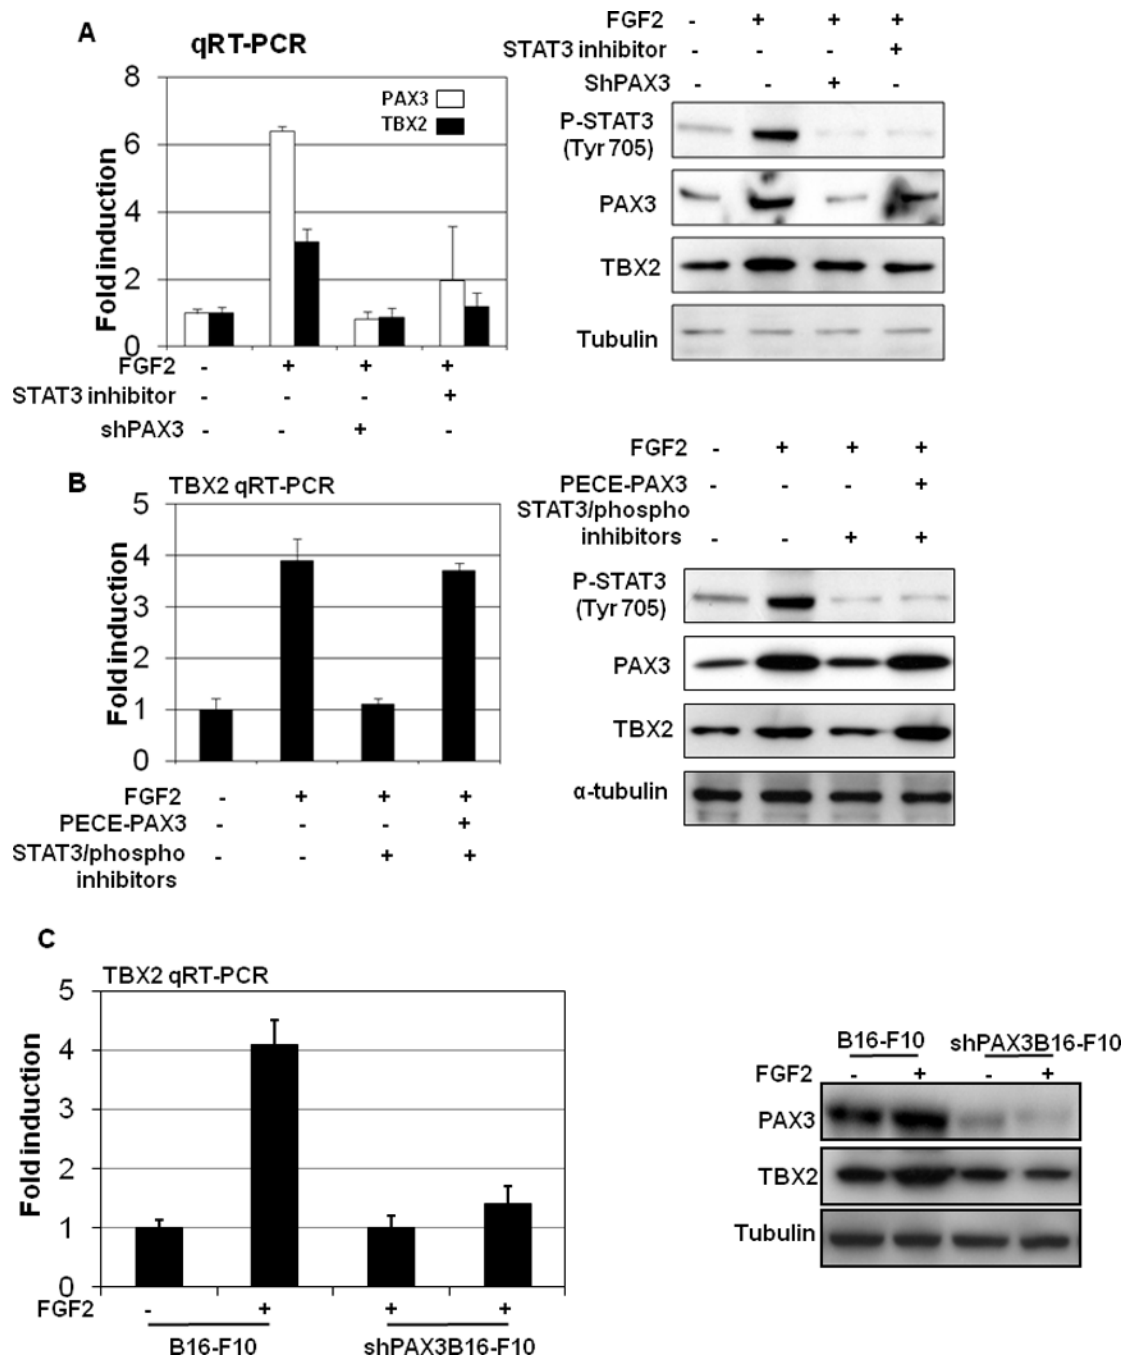 A
qRT-PCR
8
6
4
2
0
Fold induction
PAX3
TBX2
FGF2 - + + +
STAT3 inhibitor - - - +
shPAX3 - - + -
FGF2 - + + +
STAT3 inhibitor - - - +
ShPAX3 - - + -
P-STAT3
(Tyr 705)
PAX3
TBX2
Tubulin
B
TBX2 qRT-PCR
5
4
3
2
1
0
Fold induction
FGF2 - + + +
PECE-PAX3 - - - +
STAT3/phospho - - + +
inhibitors
FGF2 - + + +
PECE-PAX3 - - - +
STAT3/phospho
inhibitors - - + +
P-STAT3
(Tyr 705)
PAX3
TBX2
α-tubulin
C
TBX2 qRT-PCR
5
4
3
2
1
0
Fold induction
FGF2 - + + +
B16-F10 shPAX3B16-F10
B16-F10 shPAX3B16-F10
FGF2 - + - +
PAX3
TBX2
Tubulin